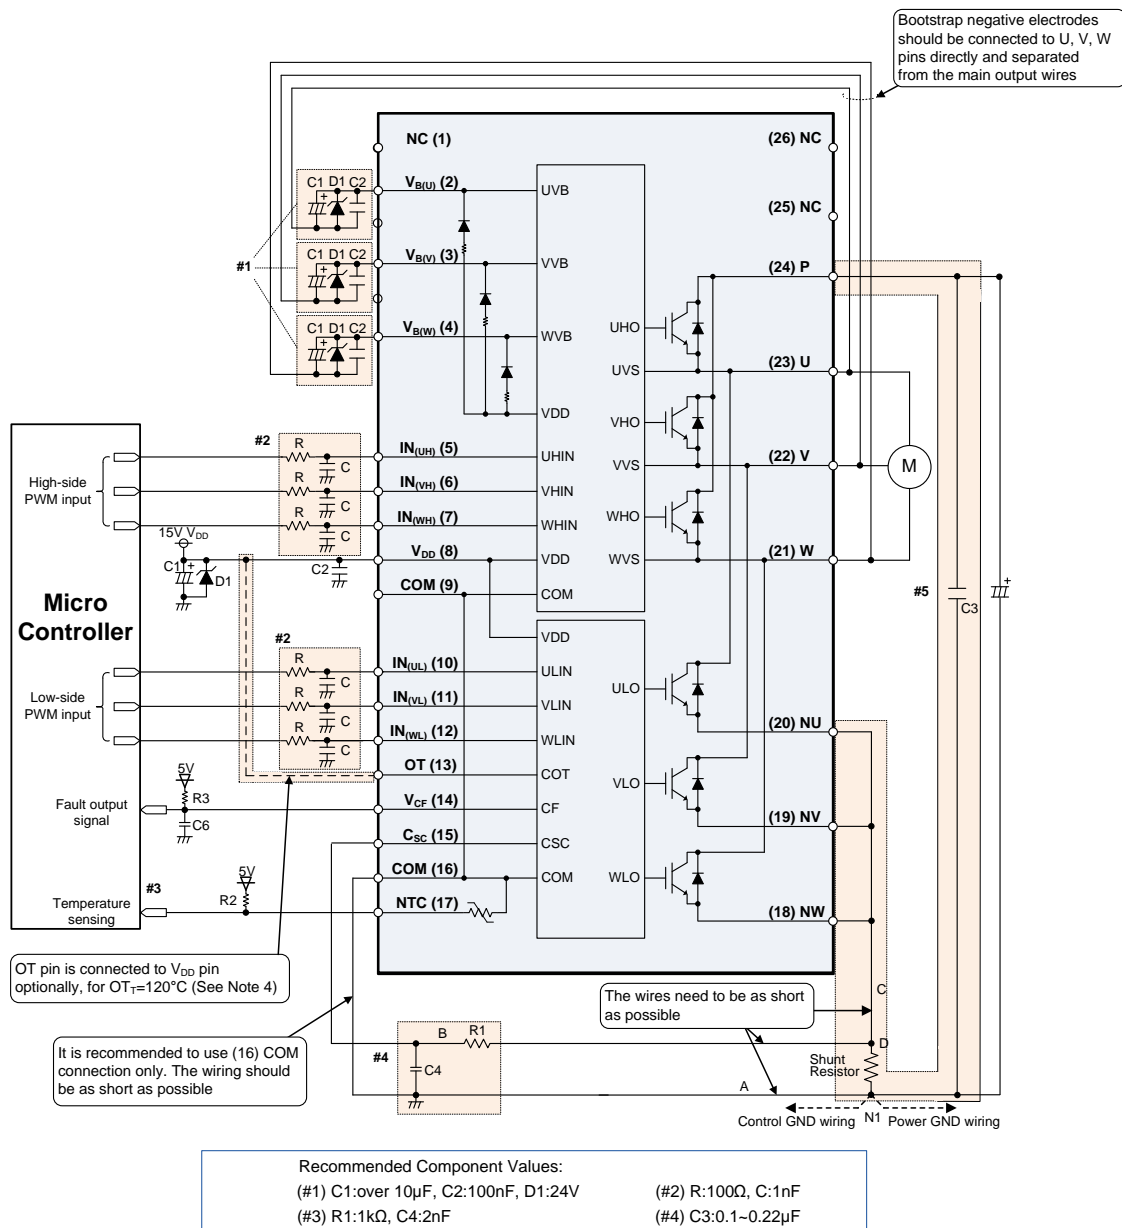 Bootstrap negative electrodes
should be connected to U, V, W
pins directly and separated
from the main output wires
NC (1)
(26) NC
C1 D1 C2
+
VB(U) (2)
UVB
(25) NC
#1
C1 D1 C2
+
VB(V) (3)
VVB
(24) P
C1 D1 C2
+
VB(W) (4)
WVB
UHO
UVS
(23) U
VDD
VHO
#2
R
C
IN(UH) (5)
UHIN
VVS
(22) V
M
High-side
PWM input
R
C
IN(VH) (6)
VHIN
R
C
IN(WH) (7)
WHIN
WHO
15V VDD
C1
+
D1
C2
VDD (8)
VDD
WVS
(21) W
COM (9)
COM
#5
C3
+
Micro
Controller
#2
VDD
R
C
IN(UL) (10)
ULIN
ULO
Low-side
PWM input
R
C
IN(VL) (11)
VLIN
(20) NU
R
C
IN(WL) (12)
WLIN
OT (13)
COT
VLO
5V
R3
Fault output
signal
C6
VCF (14)
CF
(19) NV
CSC (15)
CSC
5V
COM (16)
COM
WLO
#3
Temperature
sensing
R2
NTC (17)
(18) NW
OT pin is connected to VDD pin
optionally, for OTT=120°C (See Note 4)
The wires need to be as short
as possible
C
It is recommended to use (16) COM
connection only. The wiring should
be as short as possible
B
R1
#4
C4
D
Shunt
Resistor
A
Control GND wiring
N1
Power GND wiring
Recommended Component Values:
(#1) C1:over 10µF, C2:100nF, D1:24V
(#2) R:100Ω, C:1nF
(#3) R1:1kΩ, C4:2nF
(#4) C3:0.1~0.22µF